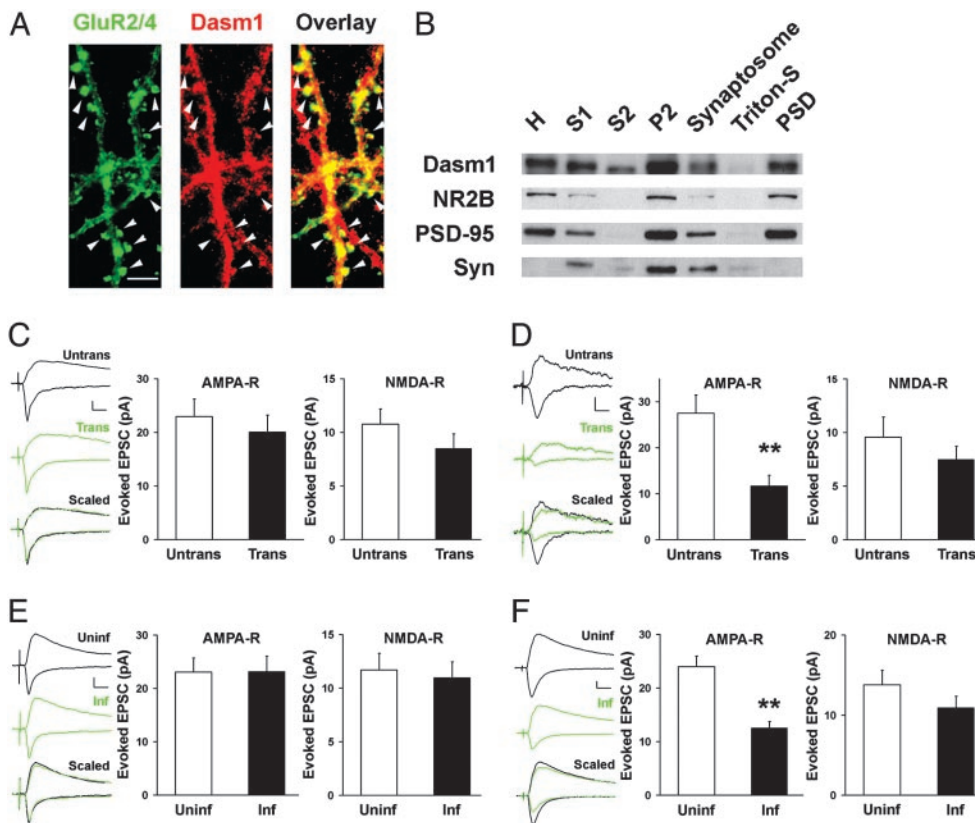 A
GluR2/4 Dasm1 Overlay
B
H S1 S2 P2 Synaptosome Triton-S PSD
Dasm1
NR2B
PSD-95
Syn
C
Untrans
Trans
Scaled
AMPA-R
Evoked EPSC (pA)
30
20
10
0
Untrans Trans
NMDA-R
Evoked EPSC (PA)
15
10
5
0
Untrans Trans
D
Untrans
Trans
Scaled
AMPA-R
Evoked EPSC (pA)
30
20
10
0
**
Untrans Trans
NMDA-R
Evoked EPSC (pA)
15
10
5
0
Untrans Trans
E
Uninf
Inf
Scaled
AMPA-R
Evoked EPSC (pA)
30
20
10
0
Uninf Inf
NMDA-R
Evoked EPSC (pA)
15
10
5
0
Uninf Inf
F
Uninf
Inf
Scaled
AMPA-R
Evoked EPSC (pA)
30
20
10
0
**
Uninf Inf
NMDA-R
Evoked EPSC (pA)
20
10
0
Uninf Inf